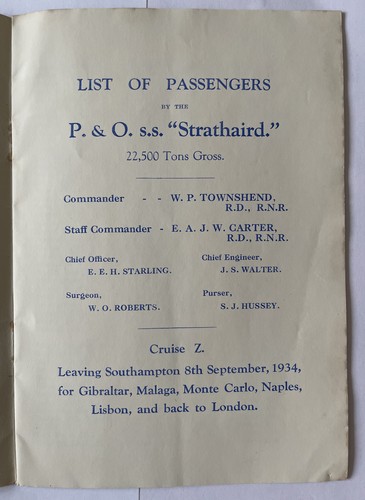 LIST OF PASSENGERS
BY THE
P. & O. s.s. "Strathaird."
22,500 Tons Gross.
Commander - - W. P. TOWNSHEND,
R.D., R.N.R.
Staff Commander - E. A. J. W. CARTER,
R.D., R.N.R.
Chief Officer, Chief Engineer,
E. E. H. STARLING. J. S. WALTER.
Surgeon, Purser,
W. O. ROBERTS. S. J. HUSSEY.
Cruise Z.
Leaving Southampton 8th September, 1934,
for Gibraltar, Malaga, Monte Carlo, Naples,
Lisbon, and back to London.